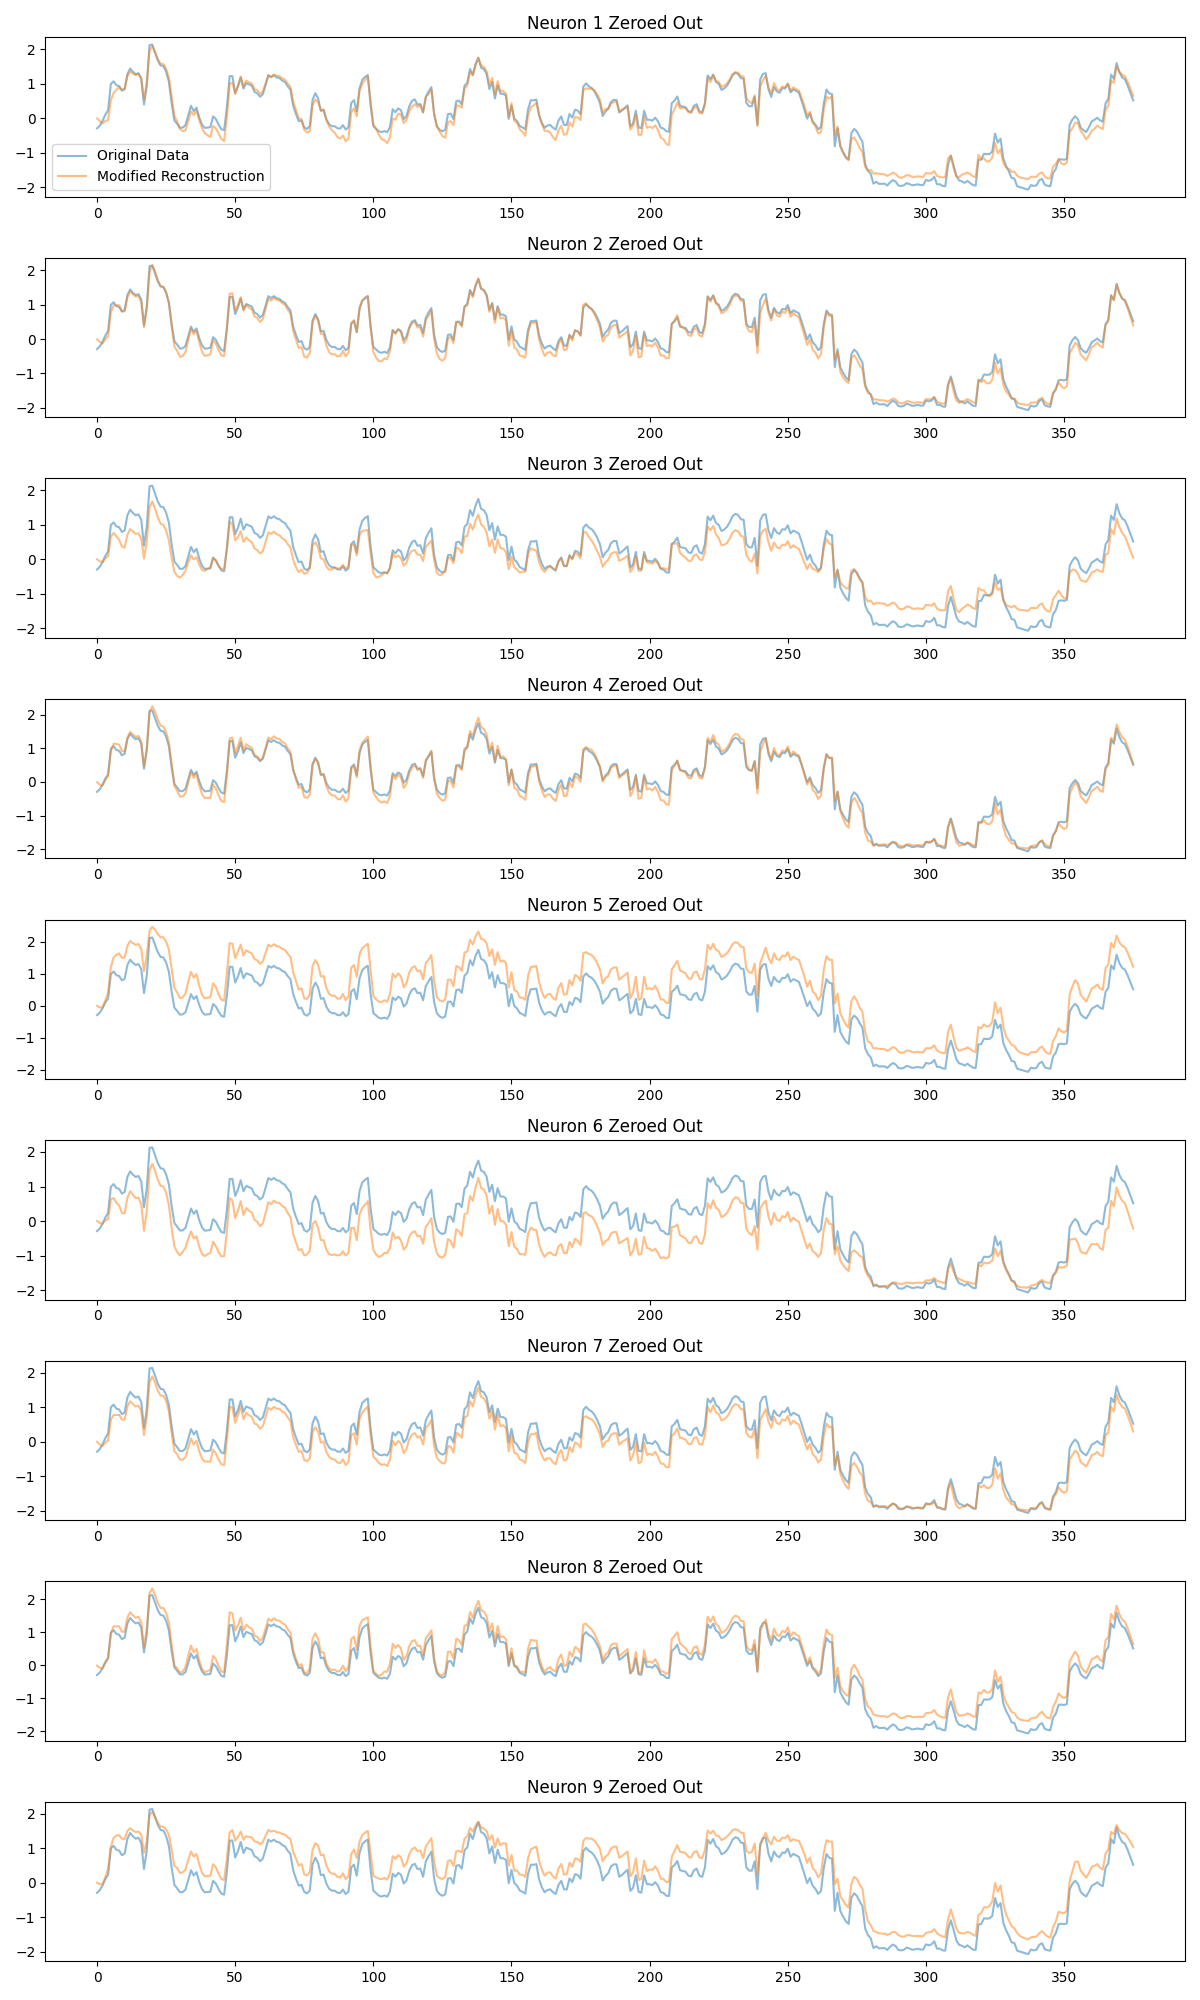 Neuron 1 Zeroed Out
2
1
0
−1
−2
Original Data
Modified Reconstruction
0 50 100 150 200 250 300 350
Neuron 2 Zeroed Out
2
1
0
−1
−2
0 50 100 150 200 250 300 350
Neuron 3 Zeroed Out
2
1
0
−1
−2
0 50 100 150 200 250 300 350
Neuron 4 Zeroed Out
2
1
0
−1
−2
0 50 100 150 200 250 300 350
Neuron 5 Zeroed Out
2
1
0
−1
−2
0 50 100 150 200 250 300 350
Neuron 6 Zeroed Out
2
1
0
−1
−2
0 50 100 150 200 250 300 350
Neuron 7 Zeroed Out
2
1
0
−1
−2
0 50 100 150 200 250 300 350
Neuron 8 Zeroed Out
2
1
0
−1
−2
0 50 100 150 200 250 300 350
Neuron 9 Zeroed Out
2
1
0
−1
−2
0 50 100 150 200 250 300 350